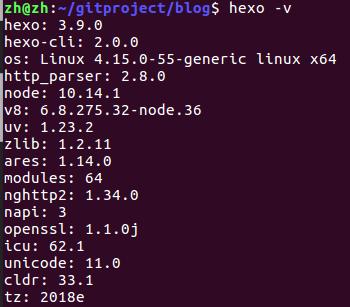 zh@zh:~/gitproject/blog$ hexo -v
hexo: 3.9.0
hexo-cli: 2.0.0
os: Linux 4.15.0-55-generic linux x64
http_parser: 2.8.0
node: 10.14.1
v8: 6.8.275.32-node.36
uv: 1.23.2
zlib: 1.2.11
ares: 1.14.0
modules: 64
nghttp2: 1.34.0
napi: 3
openssl: 1.1.0j
icu: 62.1
unicode: 11.0
cldr: 33.1
tz: 2018e